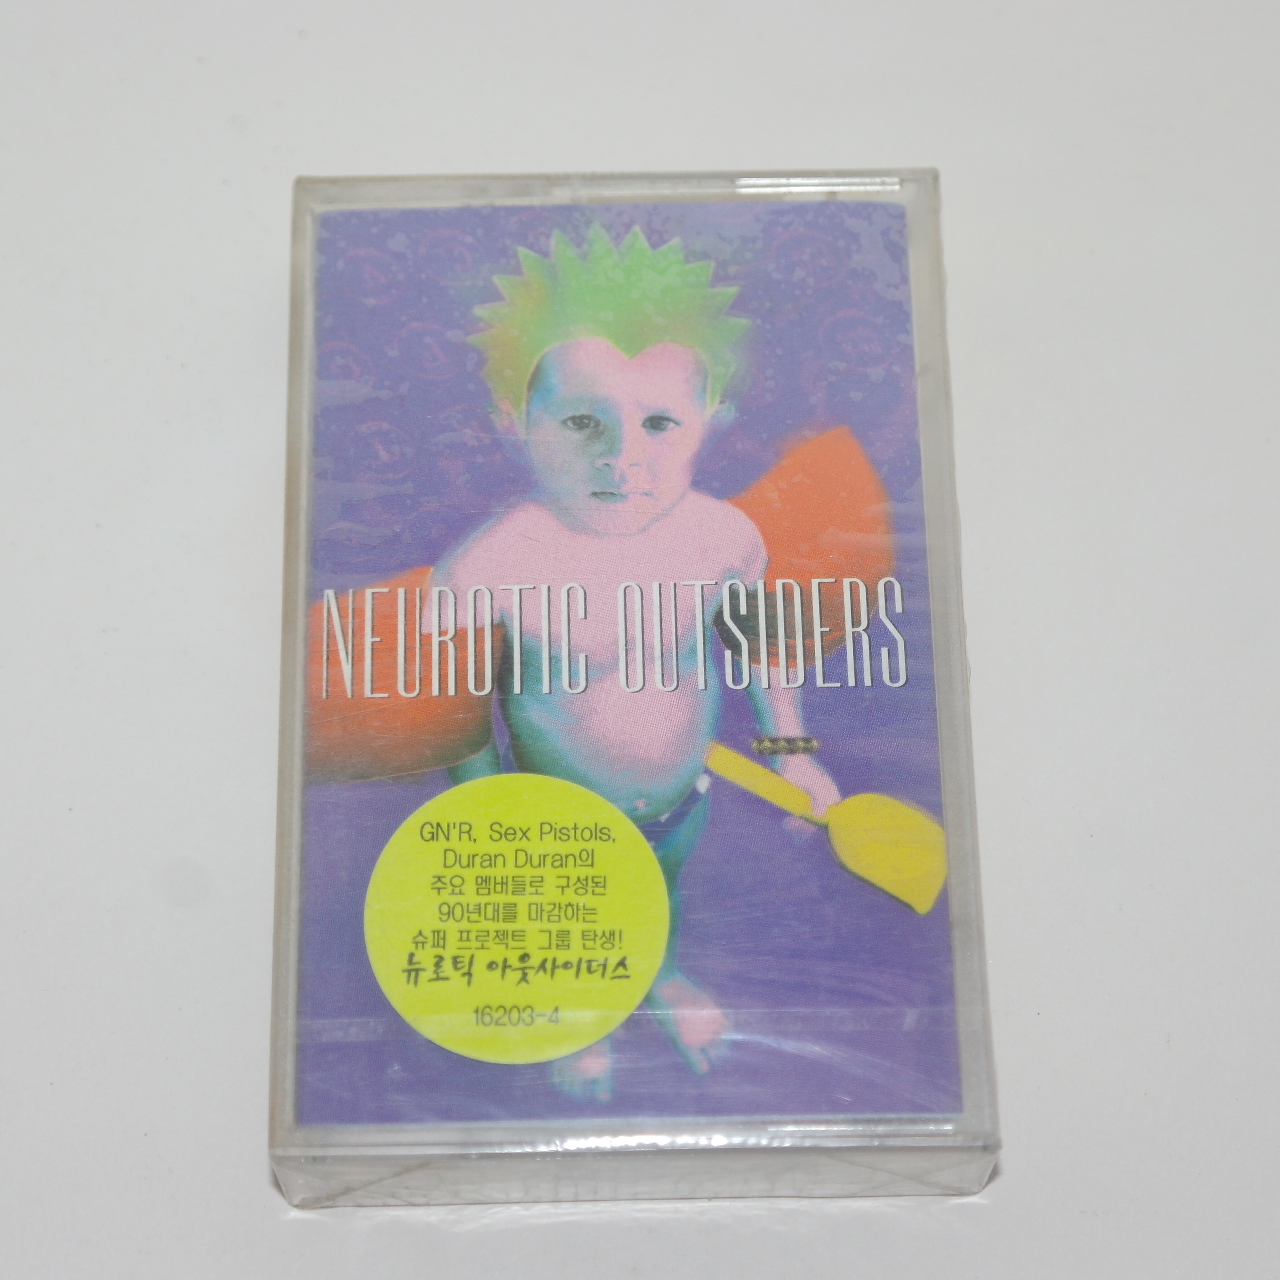 NEUROTIC OUTSIDERS
GN'R, Sex Pistols,
Duran Duran의
주요 멤버들로 구성된
90년대를 마감하는
슈퍼 프로젝트 그룹 탄생!
뉴로틱 아웃사이더스
16203-4